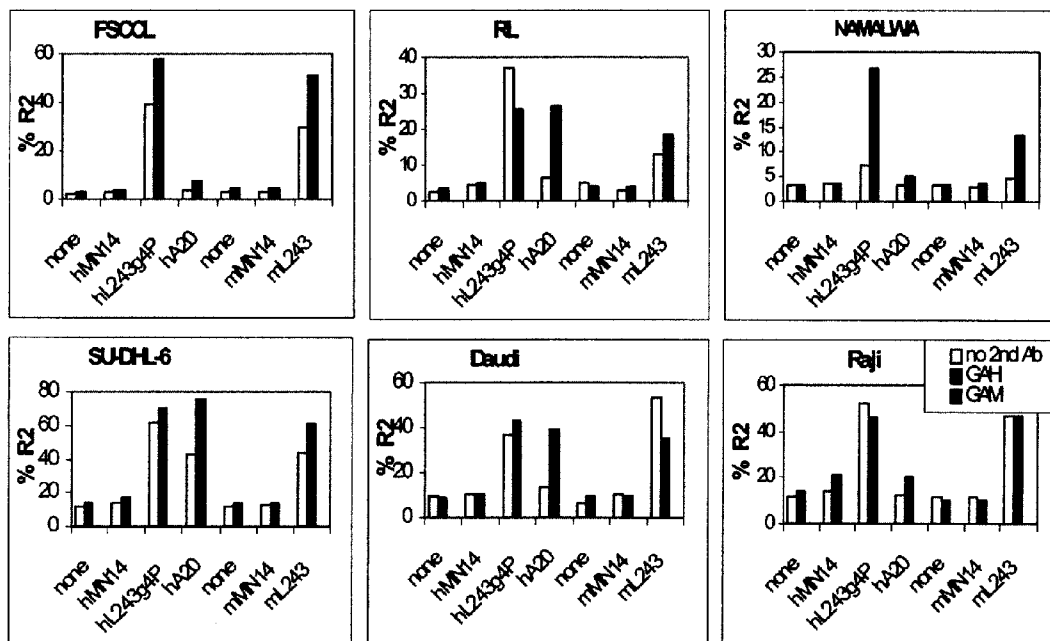 FSCCL
% R2
60
40
20
0
none
hMN14
hL243g4P
hA20
none
mMN14
mL243
RL
% R2
40
30
20
10
0
none
hMN14
hL243g4P
hA20
none
mMN14
mL243
NAMALWA
% R2
30
25
20
15
10
5
0
none
hMN14
hL243g4P
hA20
none
mMN14
mL243
SU-DHL-6
% R2
80
60
40
20
0
none
hMN14
hL243g4P
hA20
none
mMN14
mL243
Daudi
% R2
60
40
20
0
none
hMN14
hL243g4P
hA20
none
mMN14
mL243
Raji
no 2nd Ab
GAH
GAM
% R2
60
40
20
0
none
hMN14
hL243g4P
hA20
none
mMN14
mL243